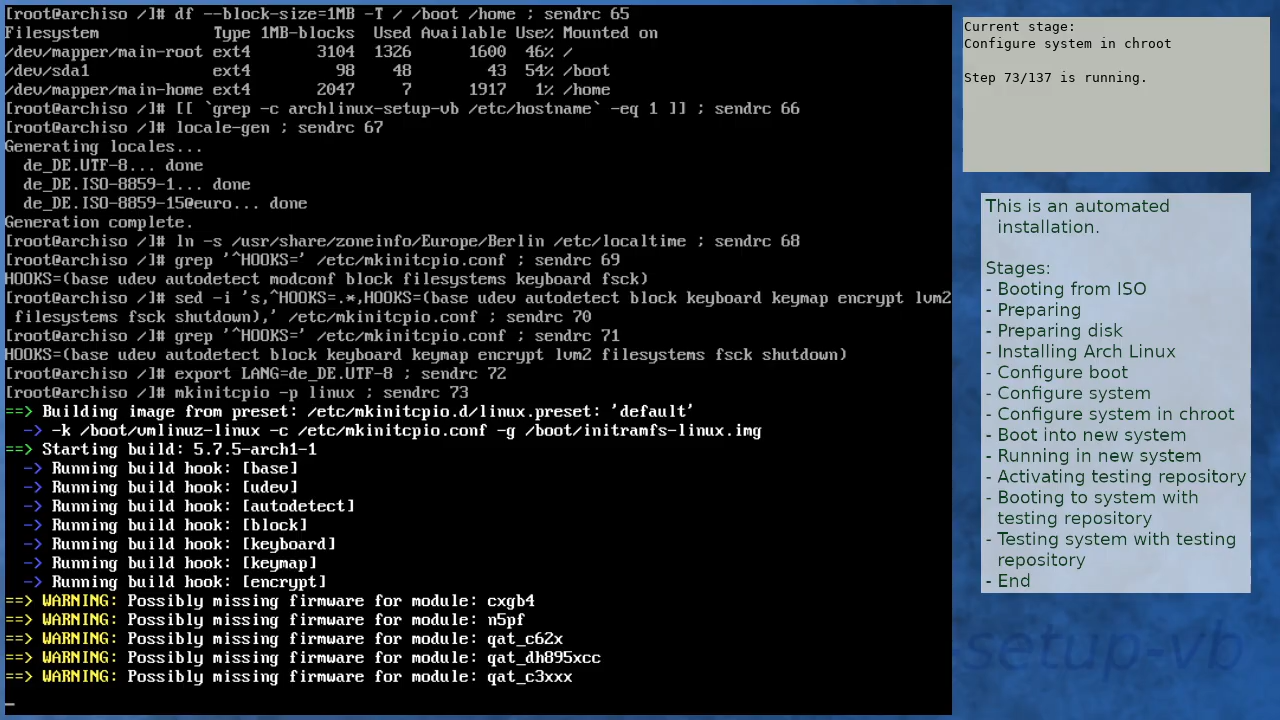 [root@archiso /]# df --block-size=1MB -T / /boot /home ; sendrc 65
Filesystem            Type 1MB-blocks  Used Available Use% Mounted on
/dev/mapper/main-root ext4       3104  1326      1600  46% /
/dev/sda1             ext4         98    48        43  54% /boot
/dev/mapper/main-home ext4       2047     7      1917   1% /home
[root@archiso /]# [[ `grep -c archlinux-setup-vb /etc/hostname` -eq 1 ]] ; sendrc 66
[root@archiso /]# locale-gen ; sendrc 67
Generating locales...
  de_DE.UTF-8... done
  de_DE.ISO-8859-1... done
  de_DE.ISO-8859-15@euro... done
Generation complete.
[root@archiso /]# ln -s /usr/share/zoneinfo/Europe/Berlin /etc/localtime ; sendrc 68
[root@archiso /]# grep '^HOOKS=' /etc/mkinitcpio.conf ; sendrc 69
HOOKS=(base udev autodetect modconf block filesystems keyboard fsck)
[root@archiso /]# sed -i 's,^HOOKS=.*,HOOKS=(base udev autodetect block keyboard keymap encrypt lvm2
 filesystems fsck shutdown),' /etc/mkinitcpio.conf ; sendrc 70
[root@archiso /]# grep '^HOOKS=' /etc/mkinitcpio.conf ; sendrc 71
HOOKS=(base udev autodetect block keyboard keymap encrypt lvm2 filesystems fsck shutdown)
[root@archiso /]# export LANG=de_DE.UTF-8 ; sendrc 72
[root@archiso /]# mkinitcpio -p linux ; sendrc 73
==> Building image from preset: /etc/mkinitcpio.d/linux.preset: 'default'
  -> -k /boot/vmlinuz-linux -c /etc/mkinitcpio.conf -g /boot/initramfs-linux.img
==> Starting build: 5.7.5-arch1-1
  -> Running build hook: [base]
  -> Running build hook: [udev]
  -> Running build hook: [autodetect]
  -> Running build hook: [block]
  -> Running build hook: [keyboard]
  -> Running build hook: [keymap]
  -> Running build hook: [encrypt]
==> WARNING: Possibly missing firmware for module: cxgb4
==> WARNING: Possibly missing firmware for module: n5pf
==> WARNING: Possibly missing firmware for module: qat_c62x
==> WARNING: Possibly missing firmware for module: qat_dh895xcc
==> WARNING: Possibly missing firmware for module: qat_c3xxx
Current stage:
Configure system in chroot
Step 73/137 is running.
This is an automated
installation.
Stages:
- Booting from ISO
- Preparing
- Preparing disk
- Installing Arch Linux
- Configure boot
- Configure system
- Configure system in chroot
- Boot into new system
- Running in new system
- Activating testing repository
- Booting to system with
testing repository
- Testing system with testing
repository
- End
setup-vb